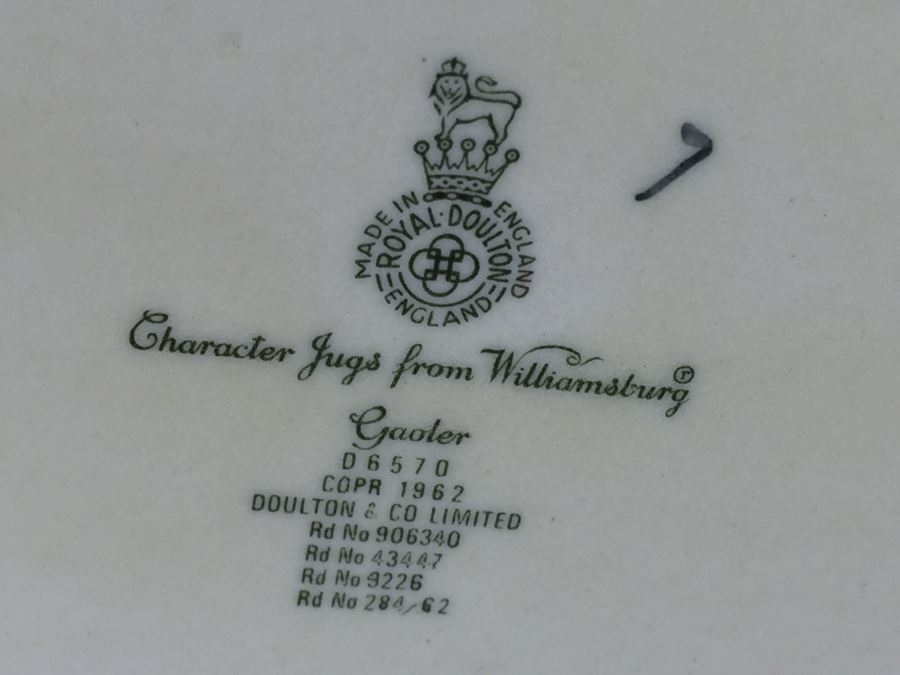 MADE IN ENGLAND
ROYAL·DOULTON
ENGLAND
7
Character Jugs from Williamsburg ®
Gaoler
D 6570
COPR 1962
DOULTON & CO LIMITED
Rd No 906340
Rd No 43447
Rd No 9226
Rd No 284/62